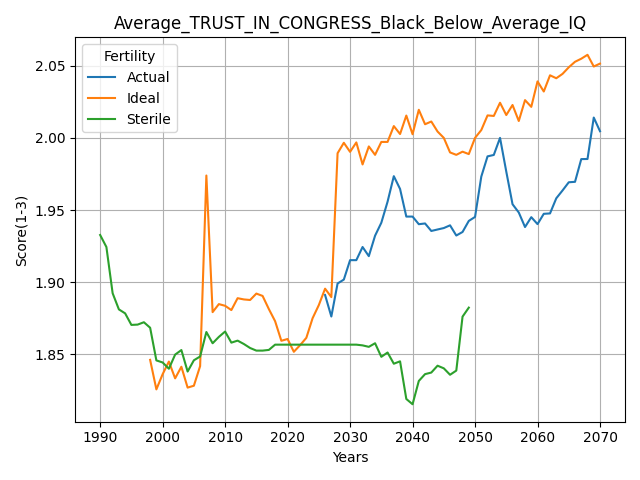 Average_TRUST_IN_CONGRESS_Black_Below_Average_IQ
Fertility
Actual
Ideal
Sterile
Score(1-3)
2.05
2.00
1.95
1.90
1.85
1990 2000 2010 2020 2030 2040 2050 2060 2070
Years